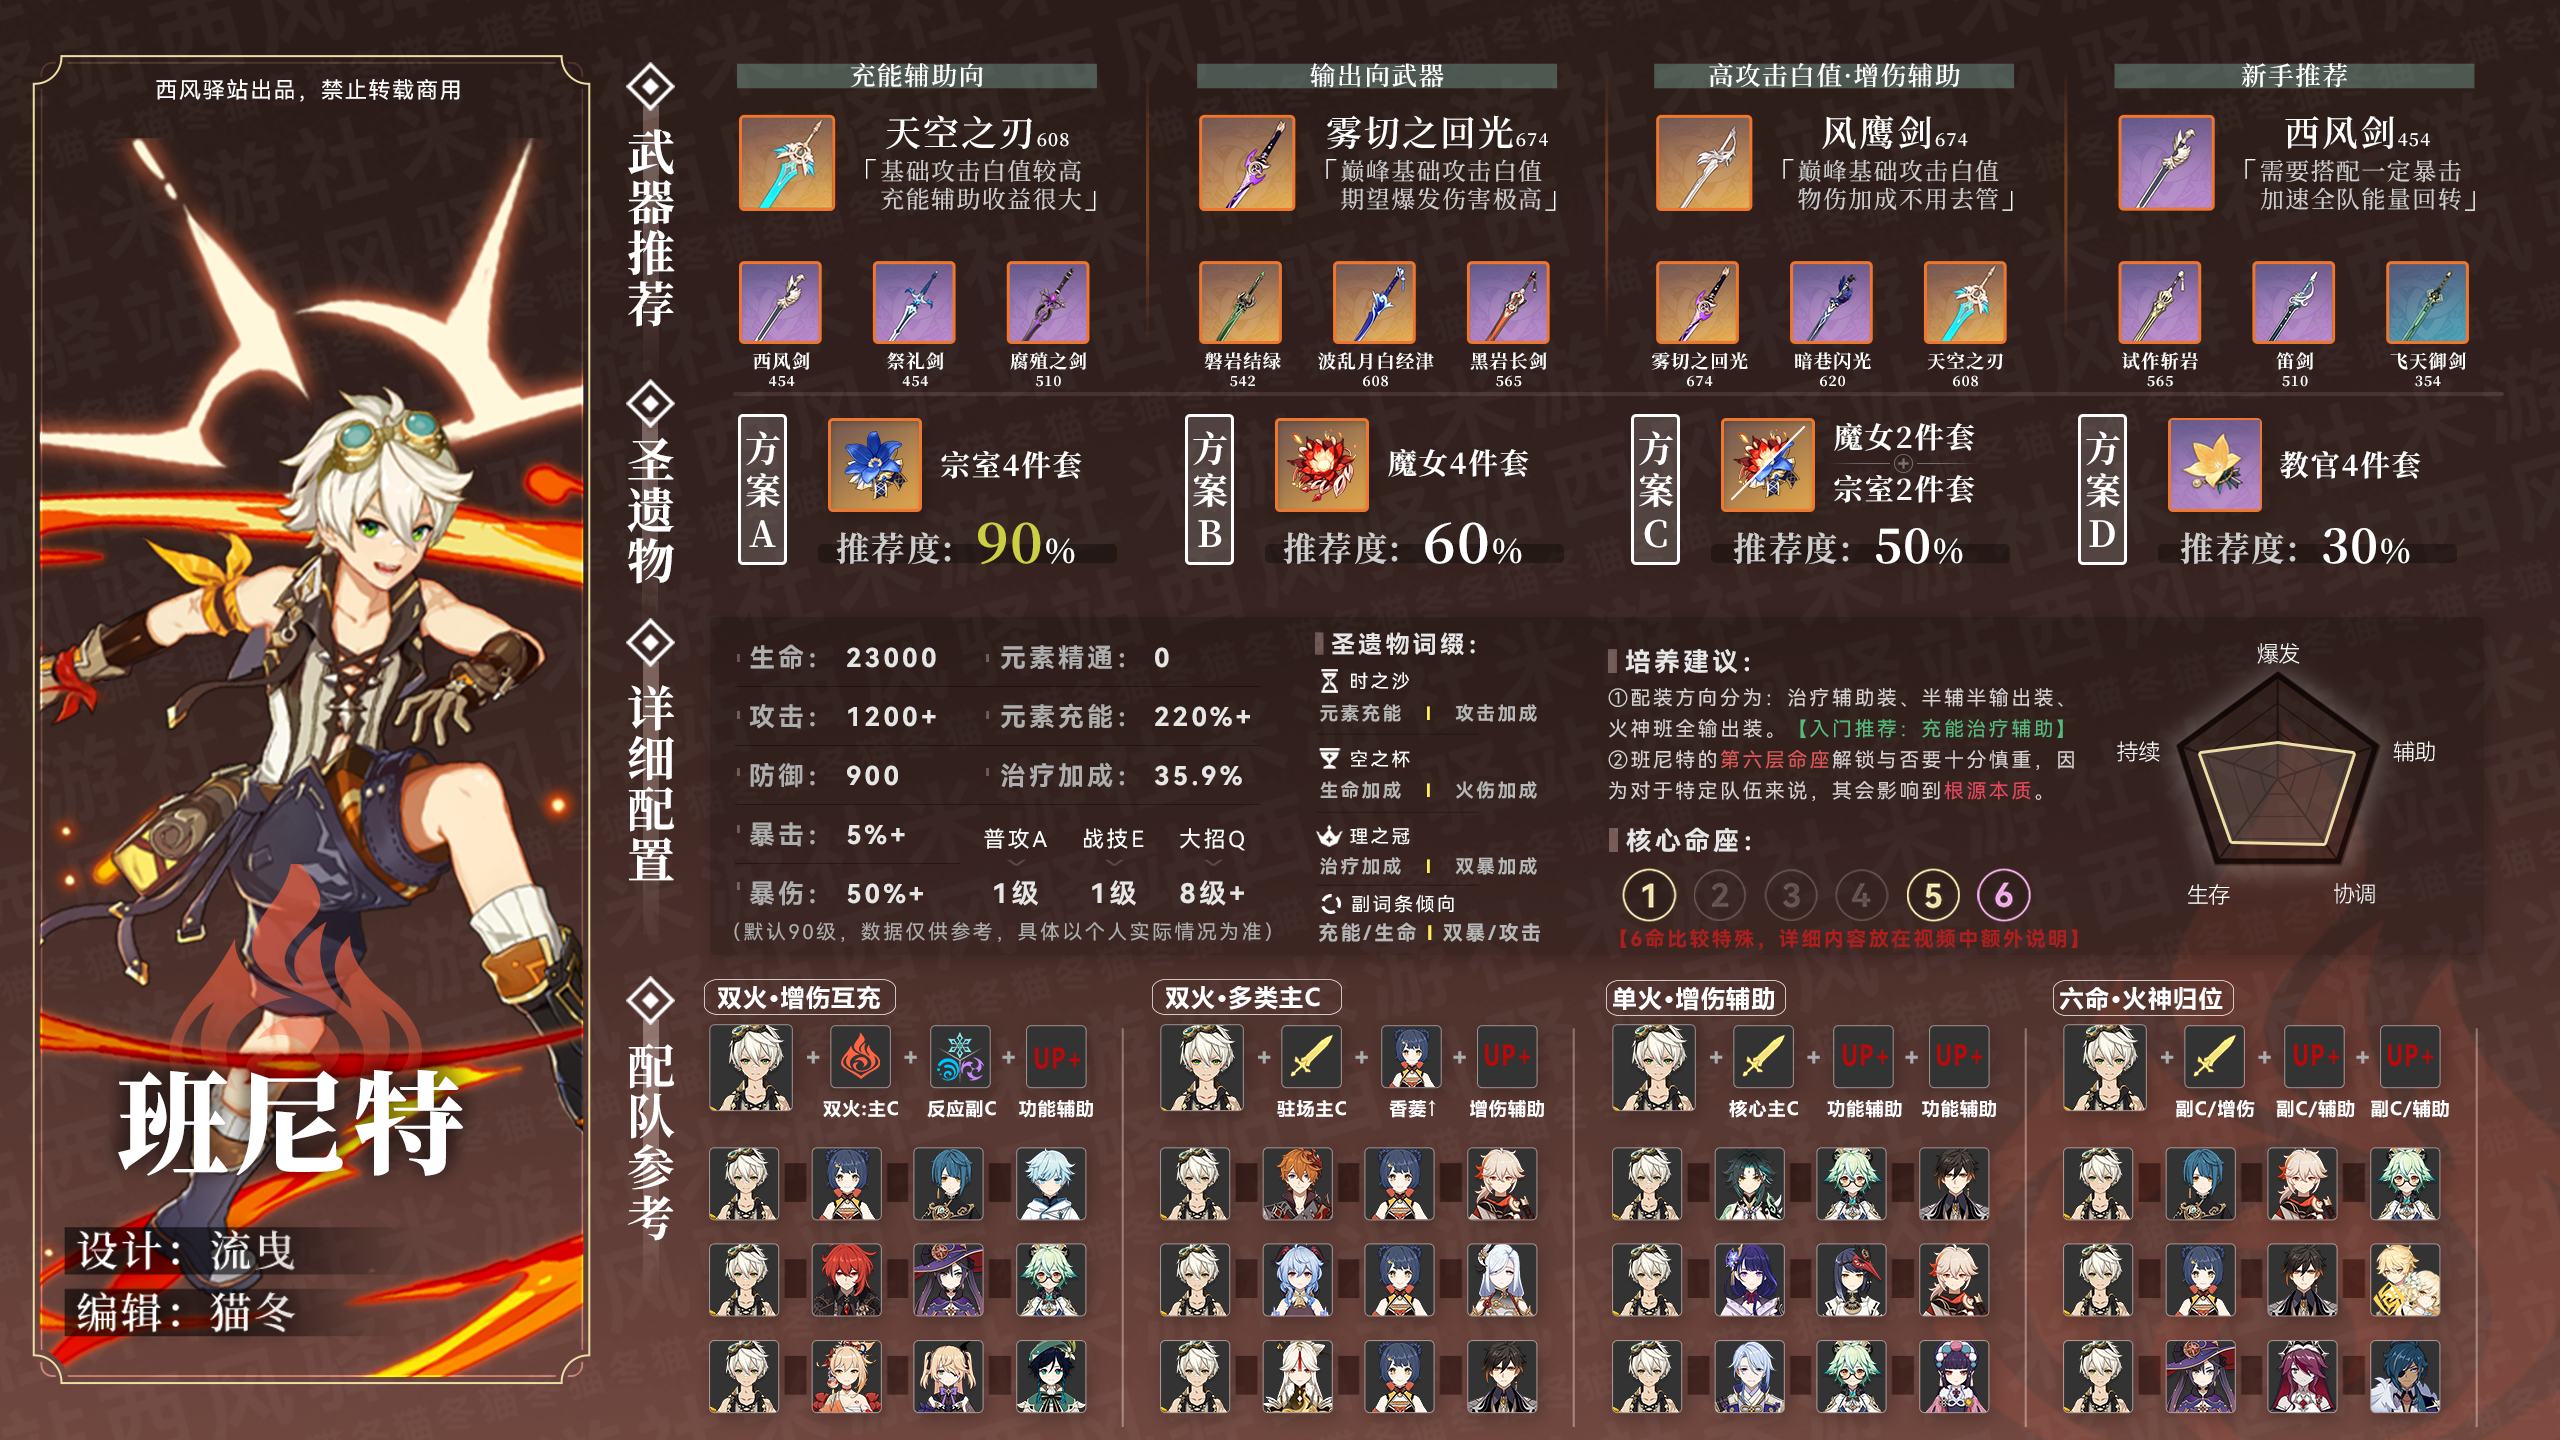 西风驿站出品，禁止转载商用
班尼特
设计：流曳
编辑：猫冬
武器推荐
充能辅助向
天空之刃608
「基础攻击白值较高
充能辅助收益很大」
西风剑
454
祭礼剑
454
腐殖之剑
510
输出向武器
雾切之回光674
「巅峰基础攻击白值
期望爆发伤害极高」
磐岩结绿
542
波乱月白经津
608
黑岩长剑
565
高攻击白值·增伤辅助
风鹰剑674
「巅峰基础攻击白值
物伤加成不用去管」
雾切之回光
674
暗巷闪光
620
天空之刃
608
新手推荐
西风剑454
「需要搭配一定暴击
加速全队能量回转」
试作斩岩
565
笛剑
510
飞天御剑
354
圣遗物
方案A
宗室4件套
推荐度：90%
方案B
魔女4件套
推荐度：60%
方案C
魔女2件套
宗室2件套
推荐度：50%
方案D
教官4件套
推荐度：30%
详细配置
生命：23000
元素精通：0
攻击：1200+
元素充能：220%+
防御：900
治疗加成：35.9%
暴击：5%+
暴伤：50%+
普攻A 战技E 大招Q
1级 1级 8级+
(默认90级，数据仅供参考，具体以个人实际情况为准)
圣遗物词缀：
时之沙
元素充能 | 攻击加成
空之杯
生命加成 | 火伤加成
理之冠
治疗加成 | 双暴加成
副词条倾向
充能/生命 | 双暴/攻击
培养建议：
①配装方向分为：治疗辅助装、半辅半输出装、
火神班全输出装。【入门推荐：充能治疗辅助】
②班尼特的第六层命座解锁与否要十分慎重，因
为对于特定队伍来说，其会影响到根源本质。
核心命座：
1 2 3 4 5 6
【6命比较特殊，详细内容放在视频中额外说明】
爆发
辅助
协调
生存
持续
配队参考
双火·增伤互充
+ + + UP+
双火:主C 反应副C 功能辅助
双火·多类主C
+ + + UP+
驻场主C 香菱↑ 增伤辅助
单火·增伤辅助
+ + UP+ + UP+
核心主C 功能辅助 功能辅助
六命·火神归位
+ + UP+ + UP+
副C/增伤 副C/辅助 副C/辅助